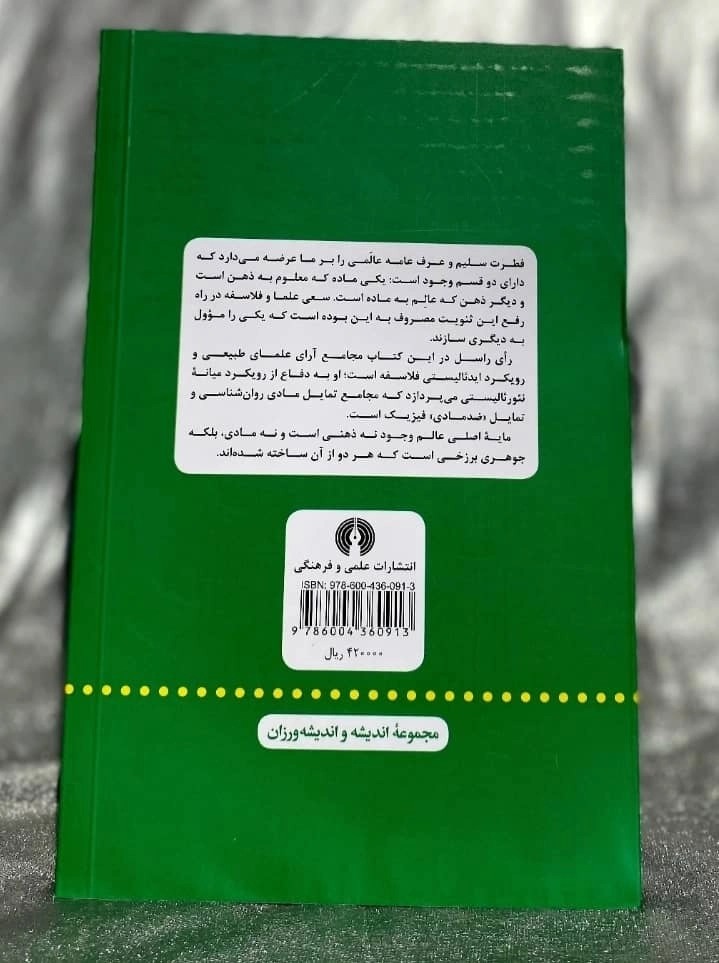 فطرت سلیم و عرف عامه عالَمی را بر ما عرضه می‌دارد که
دارای دو قسم وجود است: یکی ماده که معلوم به ذهن است
و دیگر ذهن که عالِم به ماده است. سعی علما و فلاسفه در راه
رفع این ثنویت مصروف به این بوده است که یکی را مؤول
به دیگری سازند.
رأی راسل در این کتاب مجامع آرای علمای طبیعی و
رویکرد ایدئالیستی فلاسفه است؛ او به دفاع از رویکرد میانهٔ
نئورئالیستی می‌پردازد که مجامع تمایل مادی روان‌شناسی و
تمایل «ضدمادی» فیزیک است.
مایهٔ اصلی عالم وجود نه ذهنی است و نه مادی، بلکه
جوهری برزخی است که هر دو از آن ساخته شده‌اند.
انتشارات علمی و فرهنگی
ISBN: 978-600-436-091-3
9 786004 360913
۴۲۰۰۰۰ ریال
مجموعهٔ اندیشه و اندیشه‌ورزان